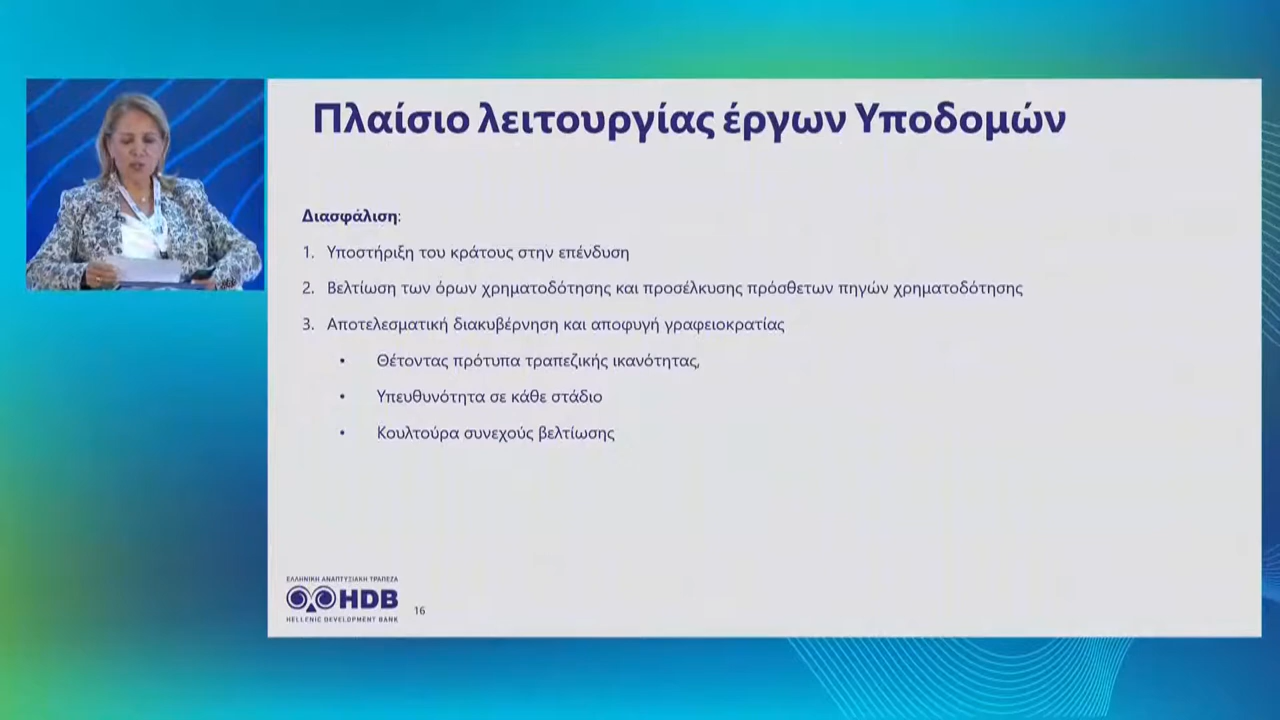 Πλαίσιο λειτουργίας έργων Υποδομών
Διασφάλιση:
1. Υποστήριξη του κράτους στην επένδυση
2. Βελτίωση των όρων χρηματοδότησης και προσέλκυσης πρόσθετων πηγών χρηματοδότησης
3. Αποτελεσματική διακυβέρνηση και αποφυγή γραφειοκρατίας
• Θέτοντας πρότυπα τραπεζικής ικανότητας,
• Υπευθυνότητα σε κάθε στάδιο
• Κουλτούρα συνεχούς βελτίωσης
ΕΛΛΗΝΙΚΗ ΑΝΑΠΤΥΞΙΑΚΗ ΤΡΑΠΕΖΑ
HDB
HELLENIC DEVELOPMENT BANK
16